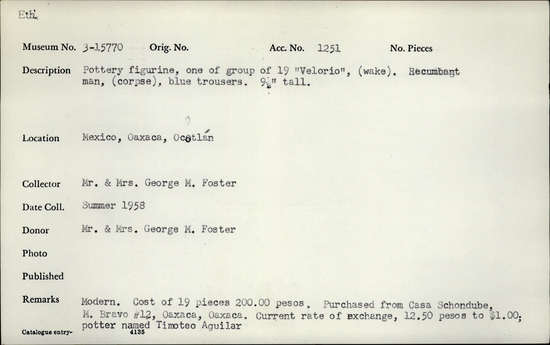 Eth.
Museum No. 3-15770 Orig. No. Acc. No. 1251 No. Pieces
Description Pottery figurine, one of group of 19 "Velorio", (wake). Recumbant
man, (corpse), blue trousers. 9½" tall.
Location Mexico, Oaxaca, Ocotlán
Collector Mr. & Mrs. George M. Foster
Date Coll. Summer 1958
Donor Mr. & Mrs. George M. Foster
Photo
Published
Remarks Modern. Cost of 19 pieces 200.00 pesos. Purchased from Casa Schondube,
M. Bravo #12, Oaxaca, Oaxaca. Current rate of exchange, 12.50 pesos to $1.00;
potter named Timoteo Aguilar
Catalogue entry- 4135